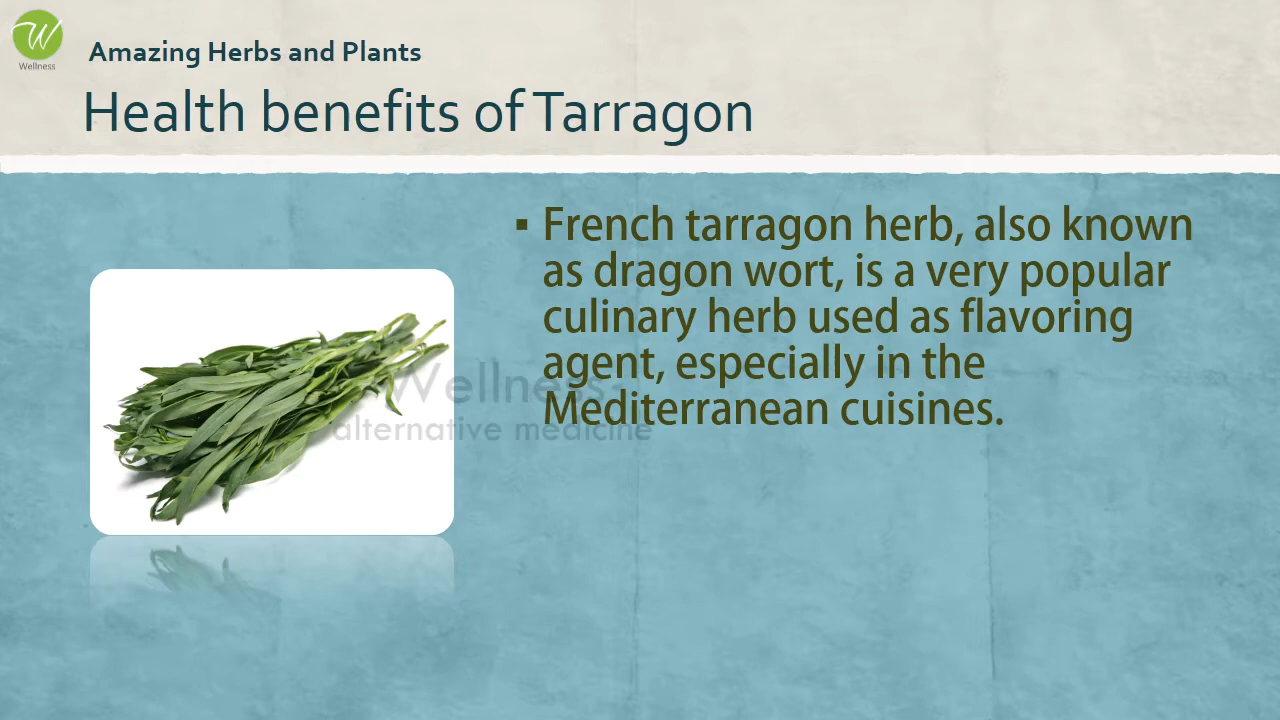 W
Wellness
Amazing Herbs and Plants
Health benefits of Tarragon
▪ French tarragon herb, also known
as dragon wort, is a very popular
culinary herb used as flavoring
agent, especially in the
Mediterranean cuisines.
Wellness
alternative medicine